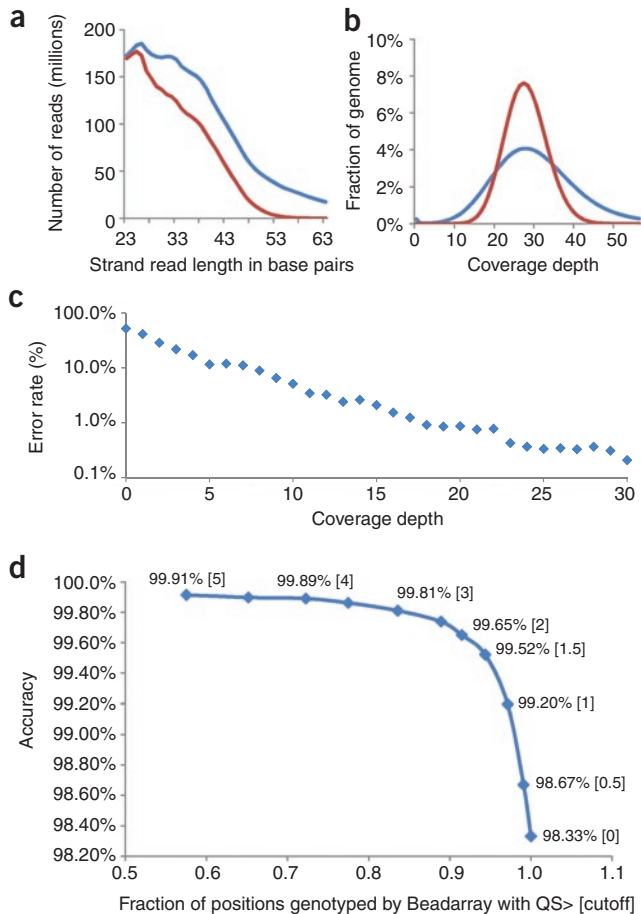 a
Number of reads (millions)
200
150
100
50
0
23 33 43 53 63
Strand read length in base pairs
b
Fraction of genome
10%
8%
6%
4%
2%
0%
0 10 20 30 40 50
Coverage depth
c
Error rate (%)
100.0%
10.0%
1.0%
0.1%
0 5 10 15 20 25 30
Coverage depth
d
Accuracy
100.0%
99.80%
99.60%
99.40%
99.20%
99.00%
98.80%
98.60%
98.40%
98.20%
99.91% [5]
99.89% [4]
99.81% [3]
99.65% [2]
99.52% [1.5]
99.20% [1]
98.67% [0.5]
98.33% [0]
0.5 0.6 0.7 0.8 0.9 1.0 1.1
Fraction of positions genotyped by Beadarray with QS> [cutoff]